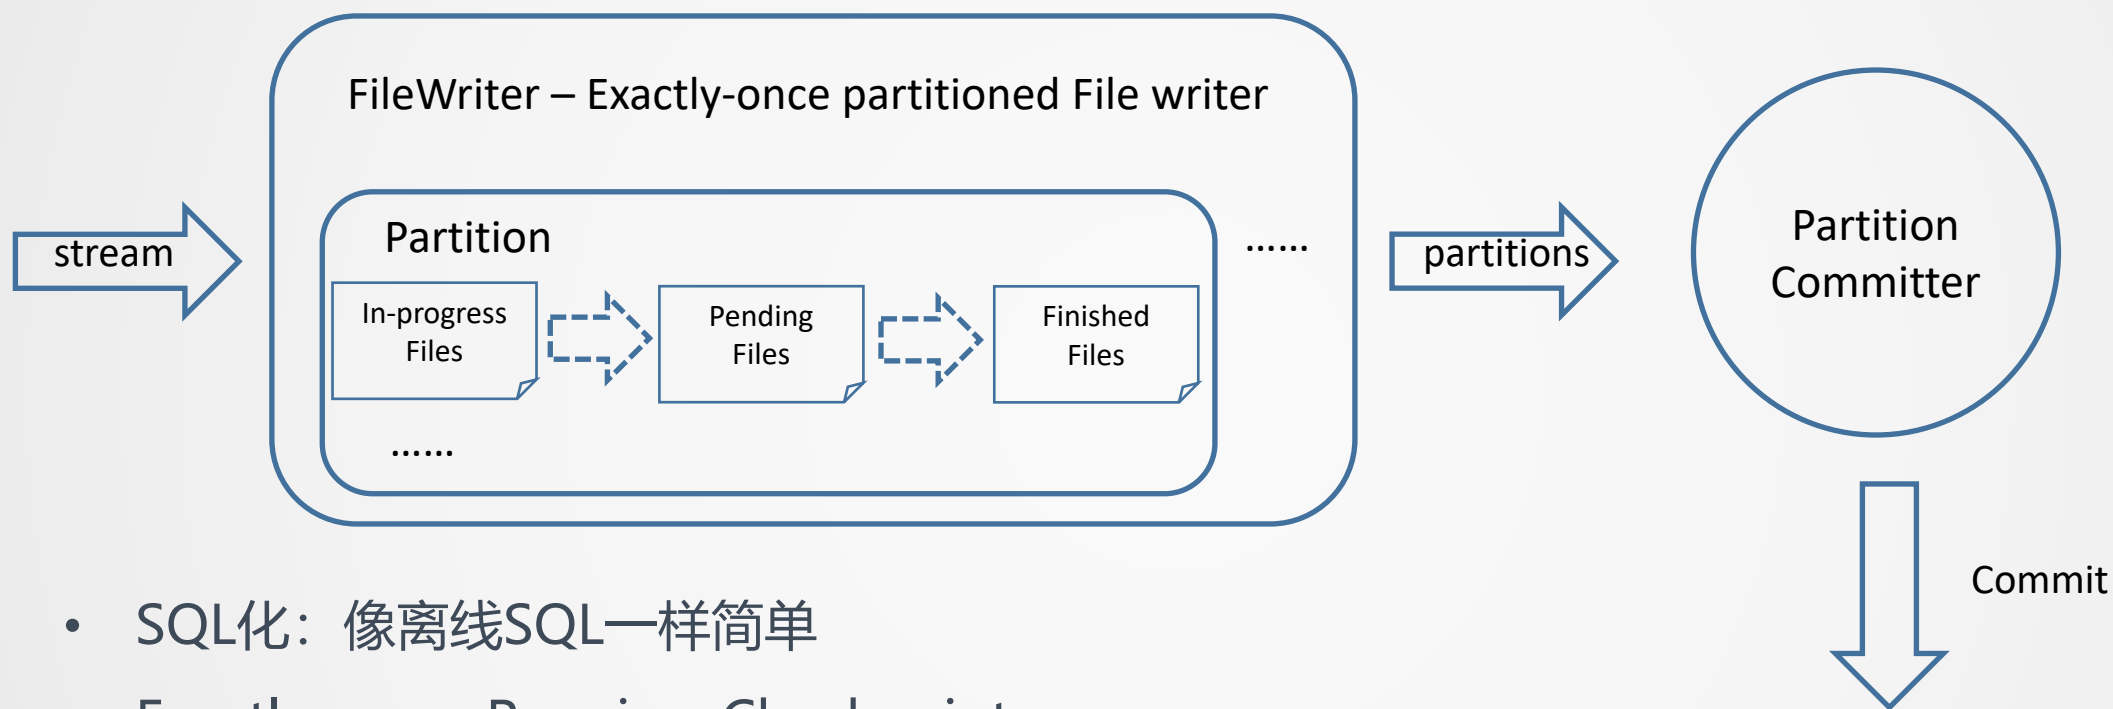 FileWriter – Exactly-once partitioned File writer
stream
Partition
......
partitions
Partition
Committer
In-progress
Files
Pending
Files
Finished
Files
......
Commit
• SQL化：像离线SQL一样简单